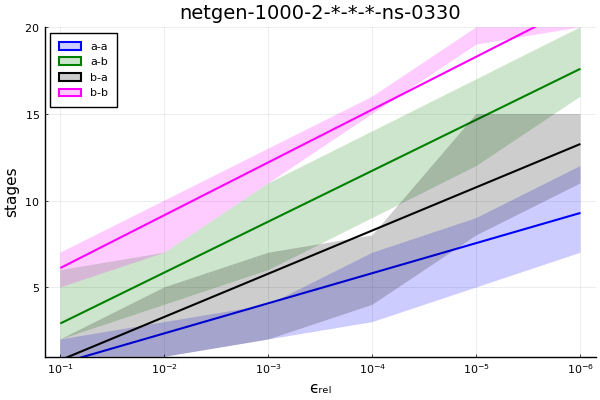 netgen-1000-2-*-*-*-ns-0330
20
15
10
5
stages
a-a
a-b
b-a
b-b
10⁻¹ 10⁻² 10⁻³ 10⁻⁴ 10⁻⁵ 10⁻⁶
ϵᵣₑₗ